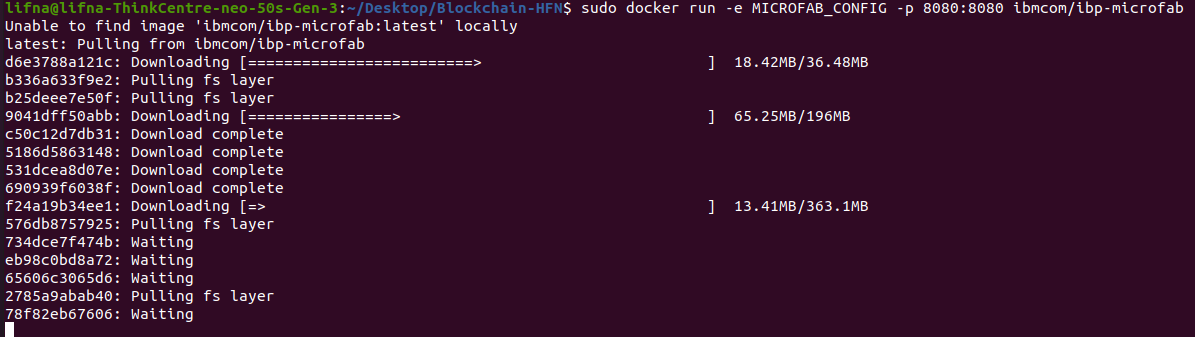 lifna@lifna-ThinkCentre-neo-50s-Gen-3:~/Desktop/Blockchain-HFN$ sudo docker run -e MICROFAB_CONFIG -p 8080:8080 ibmcom/ibp-microfab
Unable to find image 'ibmcom/ibp-microfab:latest' locally
latest: Pulling from ibmcom/ibp-microfab
d6e3788a121c: Downloading [=========================>                         ]  18.42MB/36.48MB
b336a633f9e2: Pulling fs layer
b25deee7e50f: Pulling fs layer
9041dff50abb: Downloading [================>                                  ]  65.25MB/196MB
c50c12d7db31: Download complete
5186d5863148: Download complete
531dcea8d07e: Download complete
690939f6038f: Download complete
f24a19b34ee1: Downloading [=>                                                 ]  13.41MB/363.1MB
576db8757925: Pulling fs layer
734dce7f474b: Waiting
eb98c0bd8a72: Waiting
65606c3065d6: Waiting
2785a9abab40: Pulling fs layer
78f82eb67606: Waiting